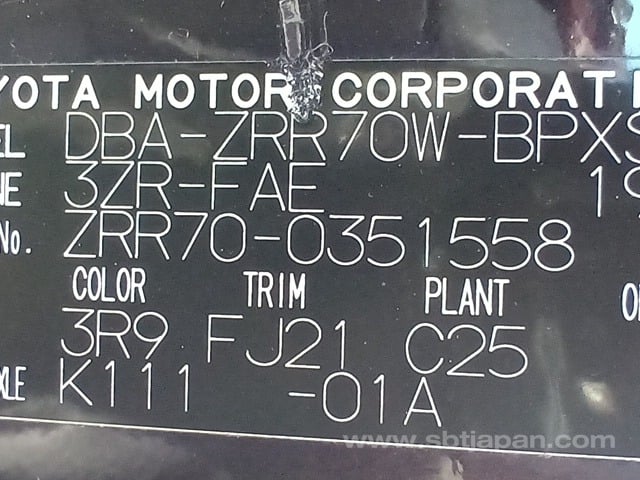 YOTA MOTOR CORPORAT
EL DBA-ZRR70W-BPXS
NE 3ZR-FAE 19
No. ZRR70-0351558
COLOR TRIM PLANT
3R9 FJ21 C25
XLE K111 -01A
www.sbtjapan.com